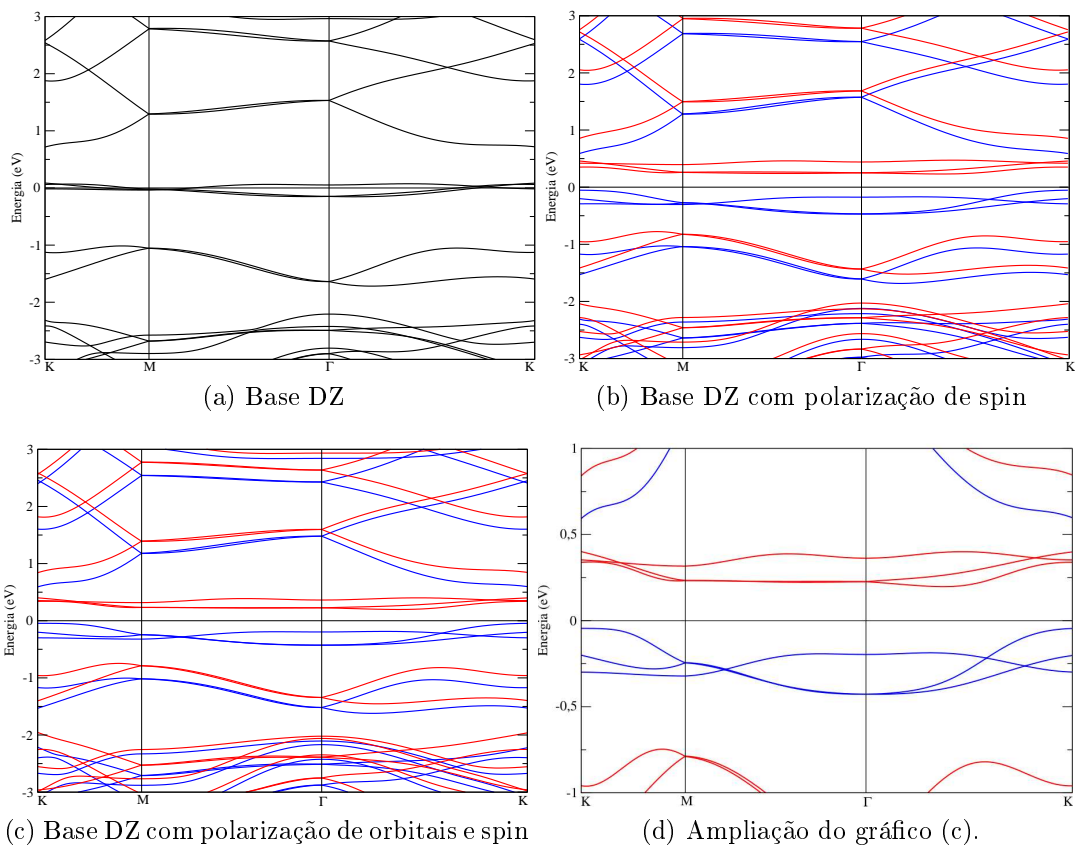 3
2
1
0
-1
-2
-3
Energia (eV)
K M Γ K
(a) Base DZ
3
2
1
0
-1
-2
-3
Energia (eV)
K M Γ K
(b) Base DZ com polarização de spin
3
2
1
0
-1
-2
-3
Energia (eV)
K M Γ K
(c) Base DZ com polarização de orbitais e spin
1
0,5
0
-0,5
-1
Energia (eV)
K M Γ K
(d) Ampliação do gráfico (c).